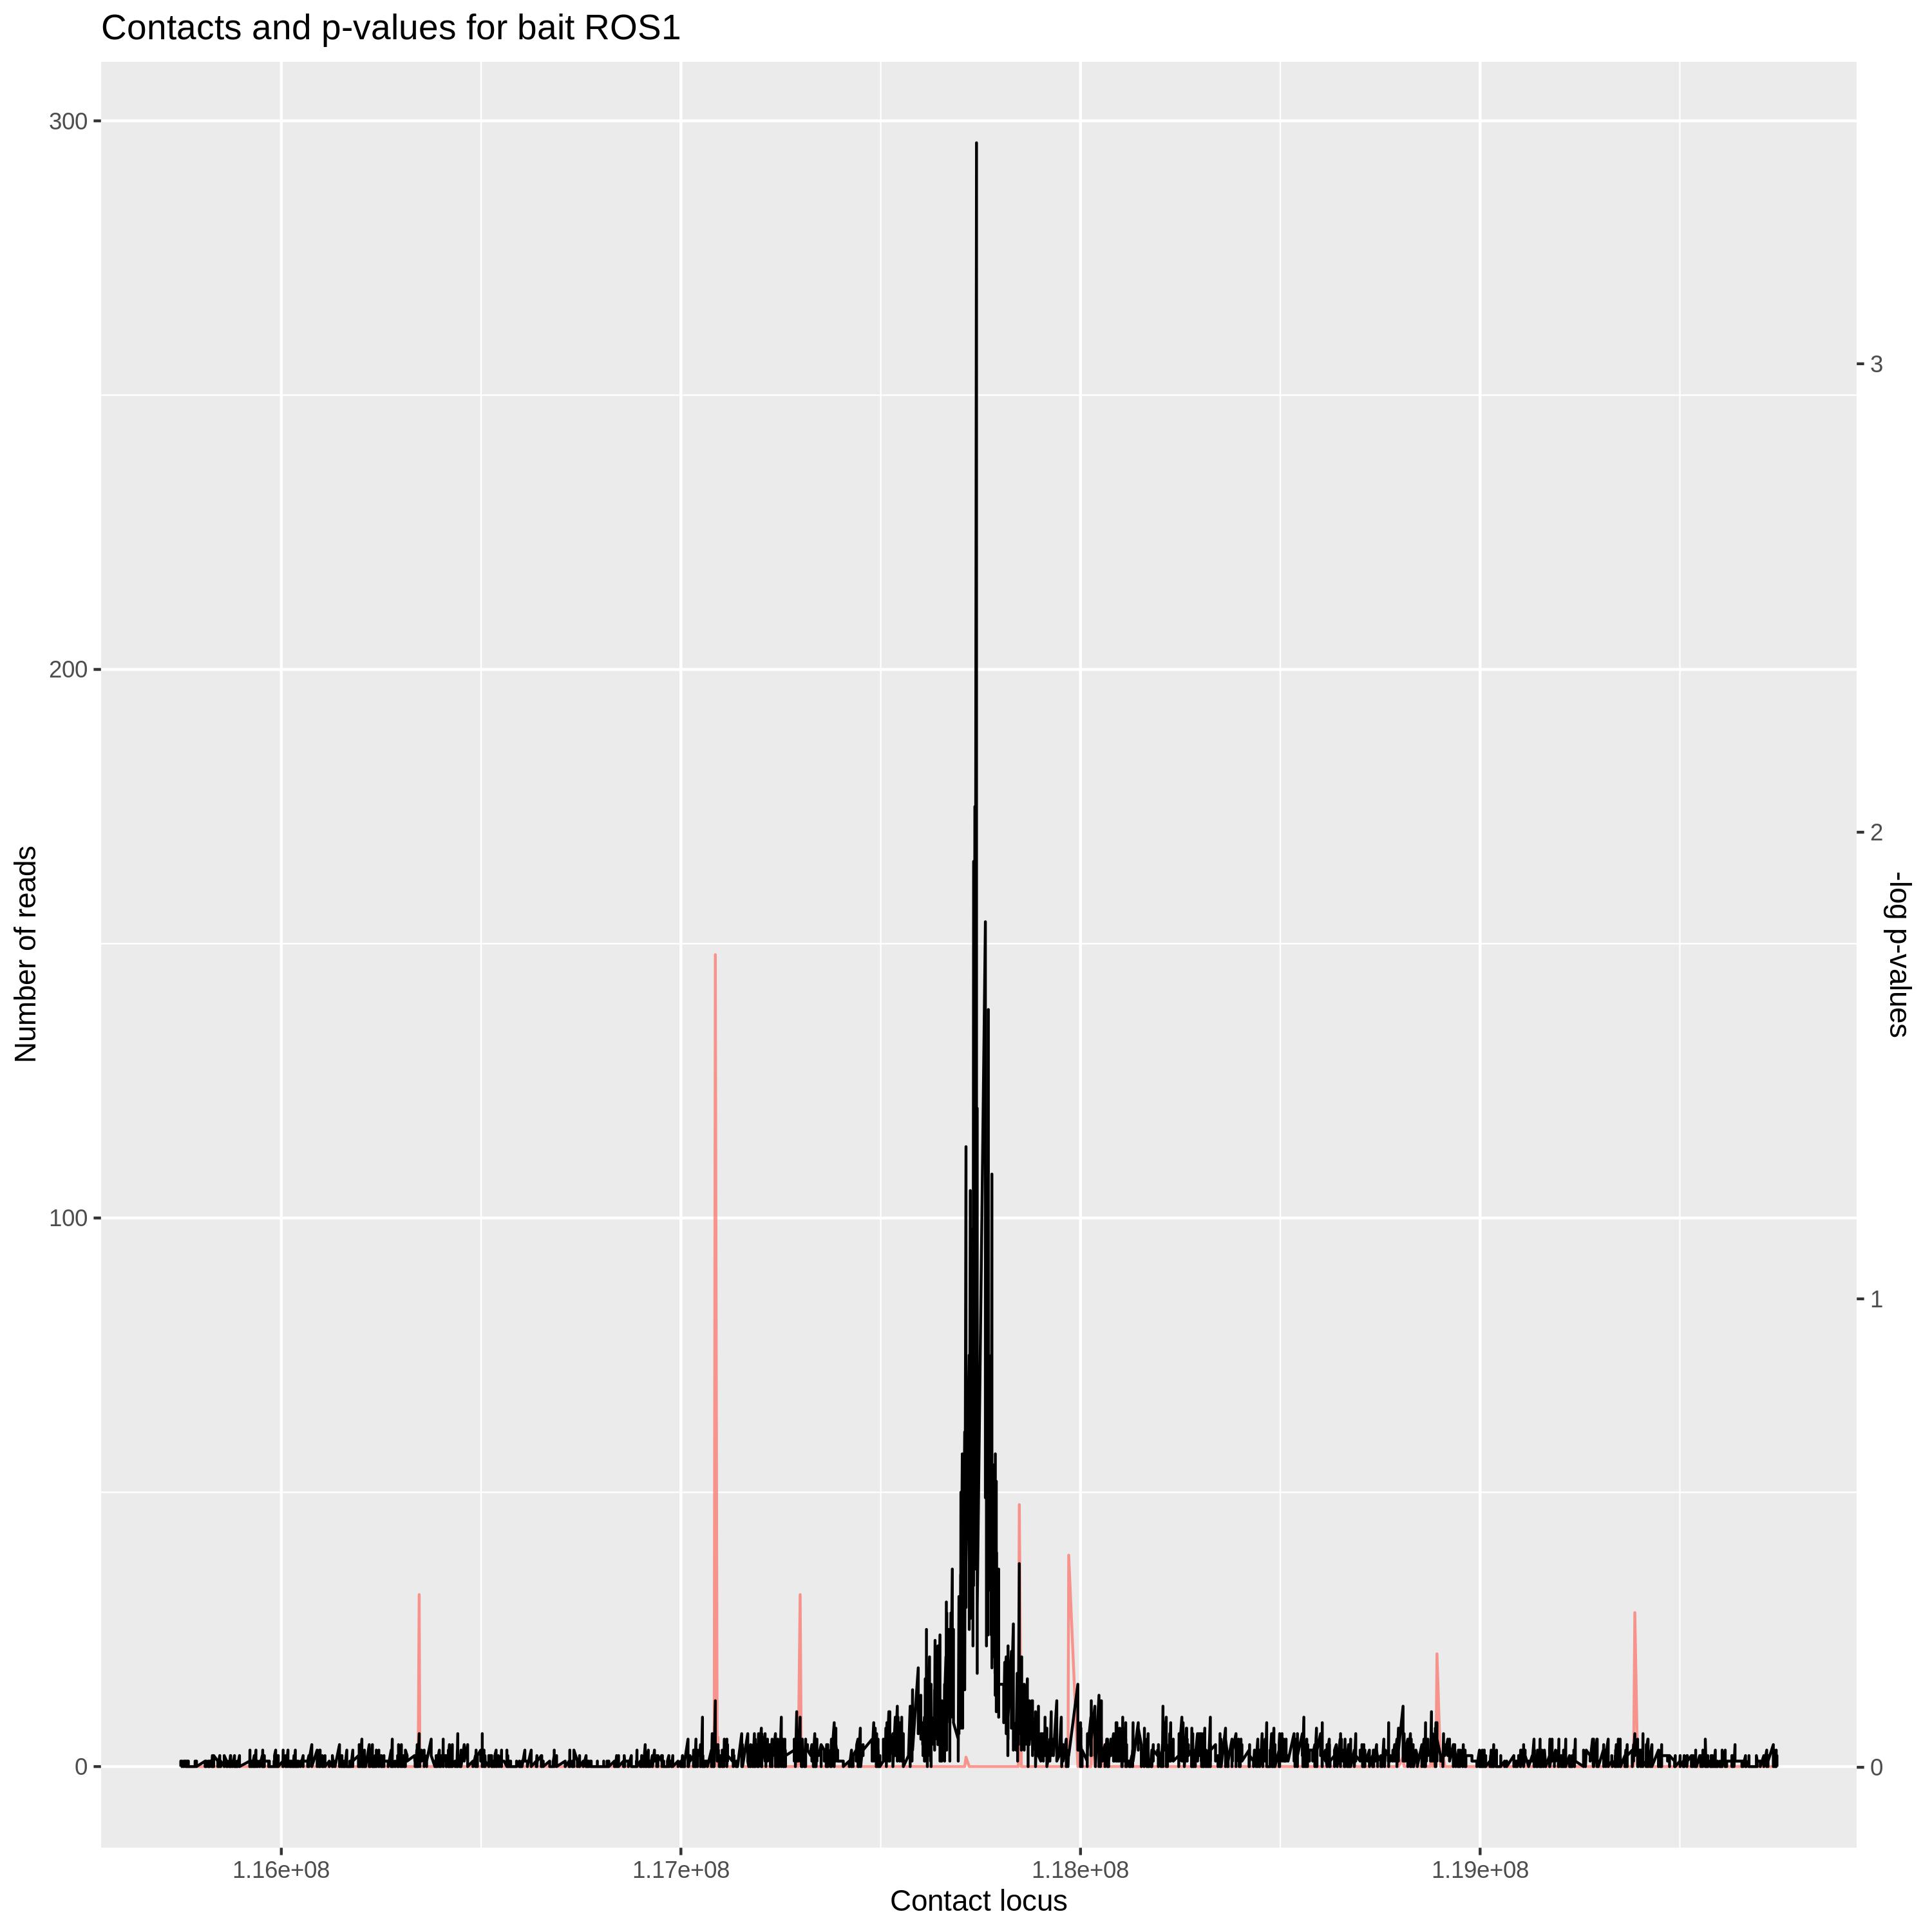 Contacts and p-values for bait ROS1
300
200
100
0
Number of reads
3
2
1
0
-log p-values
1.16e+08
1.17e+08
1.18e+08
1.19e+08
Contact locus